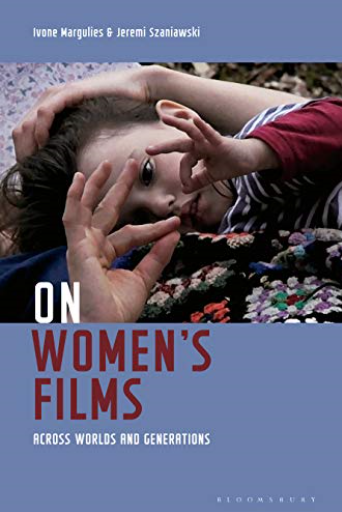 Ivone Margulies & Jeremi Szaniawski
ON
WOMEN'S
FILMS
ACROSS WORLDS AND GENERATIONS
BLOOMSBURY